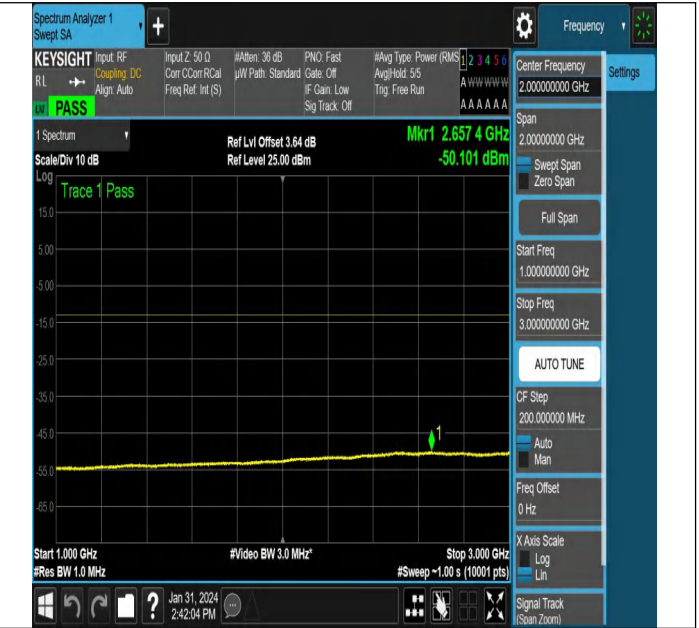 Spectrum Analyzer 1
Swept SA
+
Frequency
KEYSIGHT
R L
LXI PASS
Input: RF
Coupling: DC
Align: Auto
Input Z: 50 Ω
Corr CCorr RCal
Freq Ref: Int (S)
#Atten: 36 dB
µW Path: Standard
PNO: Fast
Gate: Off
IF Gain: Low
Sig Track: Off
#Avg Type: Power (RMS
Avg|Hold: 5/5
Trig: Free Run
1 2 3 4 5 6
A W W W W W
A A A A A A
1 Spectrum
Scale/Div 10 dB
Ref Lvl Offset 3.64 dB
Ref Level 25.00 dBm
Mkr1 2.657 4 GHz
-50.101 dBm
Log
Trace 1 Pass
15.0
5.00
-5.00
-15.0
-25.0
-35.0
-45.0
-55.0
-65.0
1
Start 1.000 GHz
#Res BW 1.0 MHz
#Video BW 3.0 MHz*
Stop 3.000 GHz
#Sweep ~1.00 s (10001 pts)
?
Jan 31, 2024
2:42:04 PM
Center Frequency
2.000000000 GHz
Settings
Span
2.00000000 GHz
Swept Span
Zero Span
Full Span
Start Freq
1.000000000 GHz
Stop Freq
3.000000000 GHz
AUTO TUNE
CF Step
200.000000 MHz
Auto
Man
Freq Offset
0 Hz
X Axis Scale
Log
Lin
Signal Track
(Span Zoom)